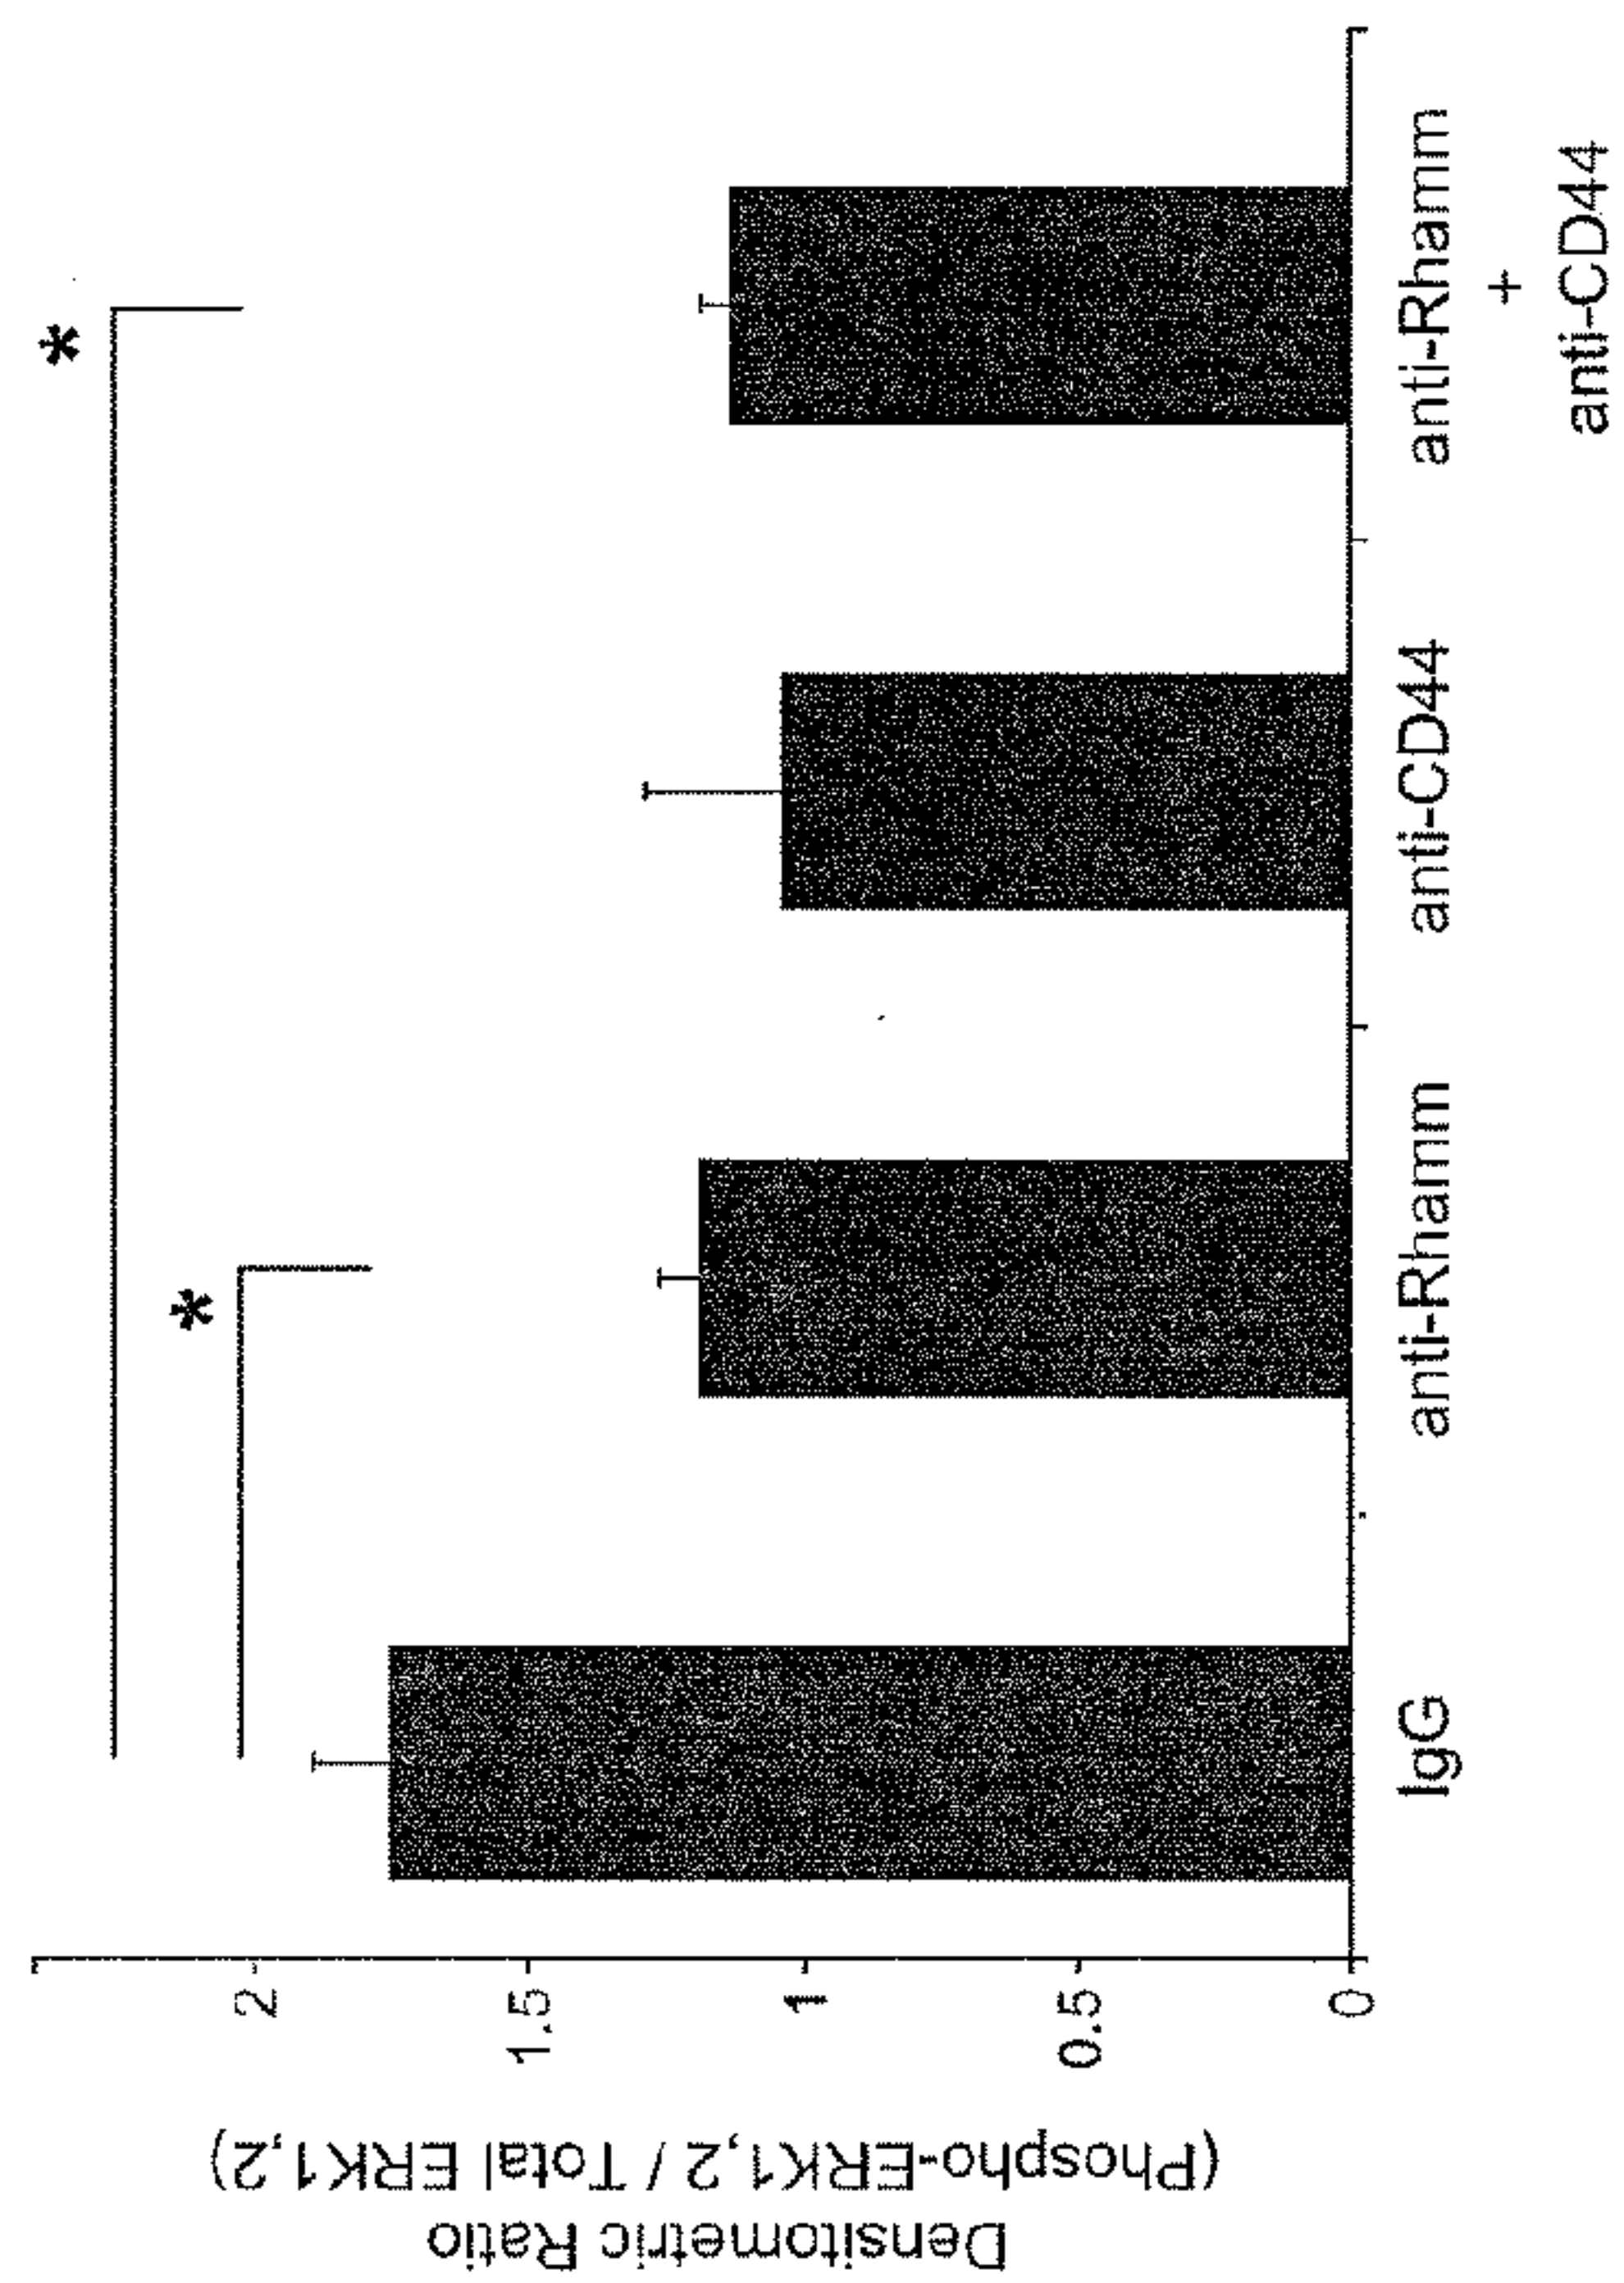 Densitometric Ratio
(Phospho-ERK1,2 / Total ERK1,2)
2
1.5
1
0.5
0
*
*
IgG
anti-Rhamm
anti-CD44
anti-Rhamm
+
anti-CD44